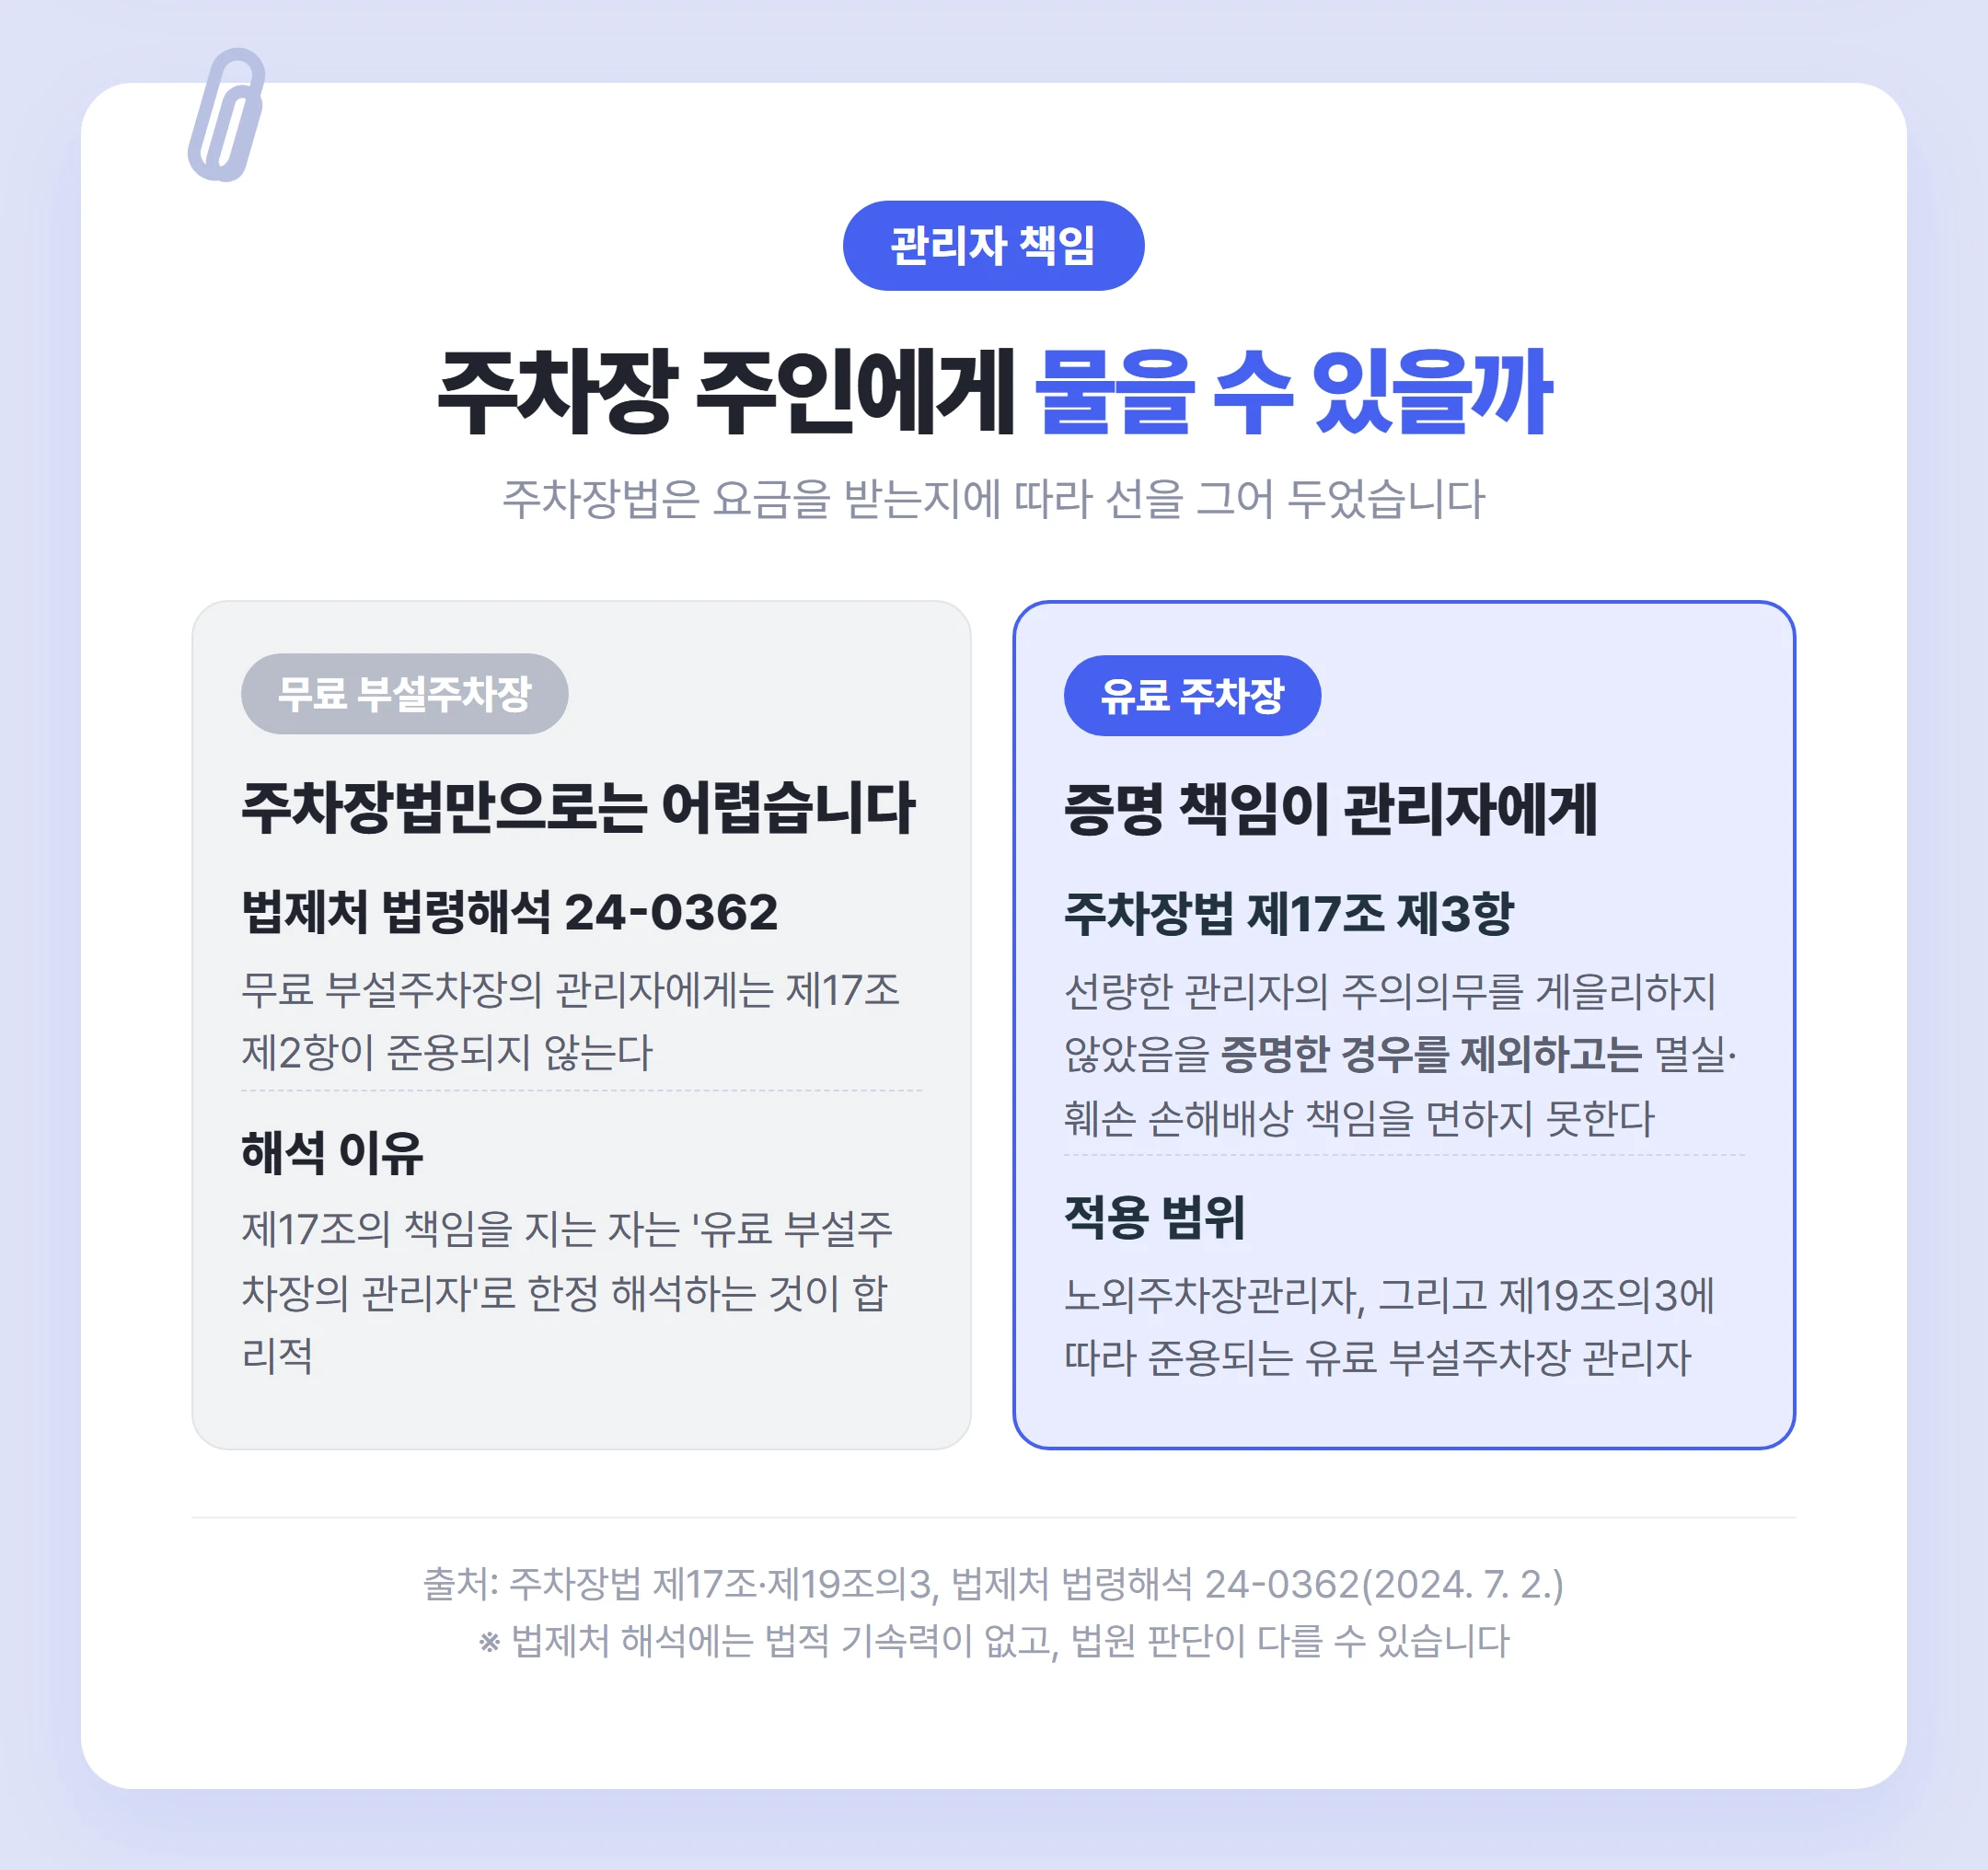 관리자 책임
주차장 주인에게 물을 수 있을까
주차장법은 요금을 받는지에 따라 선을 그어 두었습니다
무료 부설주차장
주차장법만으로는 어렵습니다
법제처 법령해석 24-0362
무료 부설주차장의 관리자에게는 제17조
제2항이 준용되지 않는다
해석 이유
제17조의 책임을 지는 자는 '유료 부설주
차장의 관리자'로 한정 해석하는 것이 합
리적
유료 주차장
증명 책임이 관리자에게
주차장법 제17조 제3항
선량한 관리자의 주의의무를 게을리하지
않았음을 증명한 경우를 제외하고는 멸실·
훼손 손해배상 책임을 면하지 못한다
적용 범위
노외주차장관리자, 그리고 제19조의3에
따라 준용되는 유료 부설주차장 관리자
출처: 주차장법 제17조·제19조의3, 법제처 법령해석 24-0362(2024. 7. 2.)
※ 법제처 해석에는 법적 기속력이 없고, 법원 판단이 다를 수 있습니다